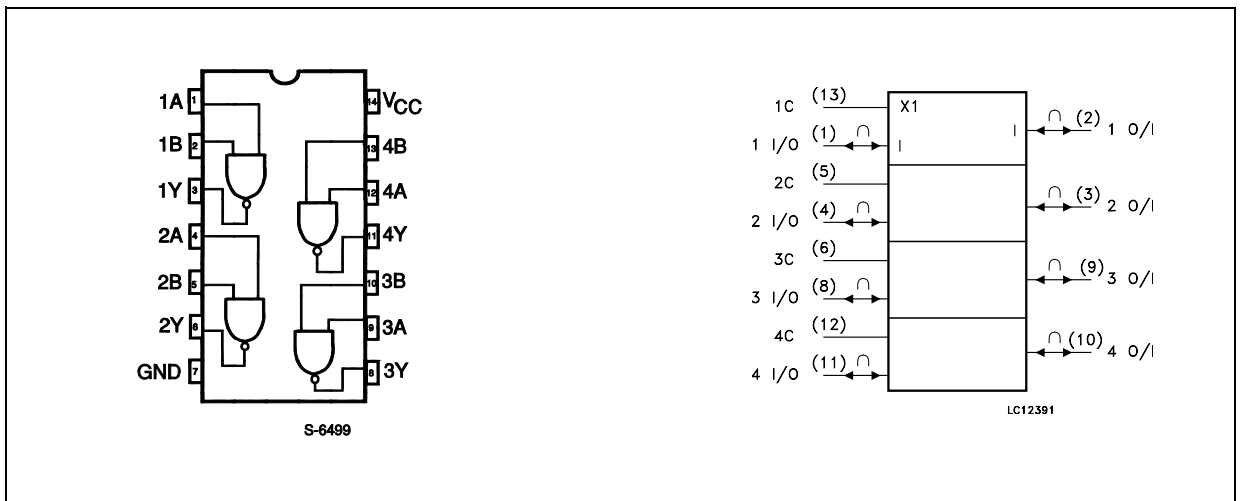 1A 1 14 VCC
1B 2 13 4B
1Y 3 12 4A
2A 4 11 4Y
2B 5 10 3B
2Y 6 9 3A
GND 7 8 3Y
S-6499
1C (13) X1
1 I/O (1) ∩ I I ∩ (2) 1 O/I
2C (5)
2 I/O (4) ∩ ∩ (3) 2 O/I
3C (6)
3 I/O (8) ∩ ∩ (9) 3 O/I
4C (12)
4 I/O (11) ∩ ∩ (10) 4 O/I
LC12391